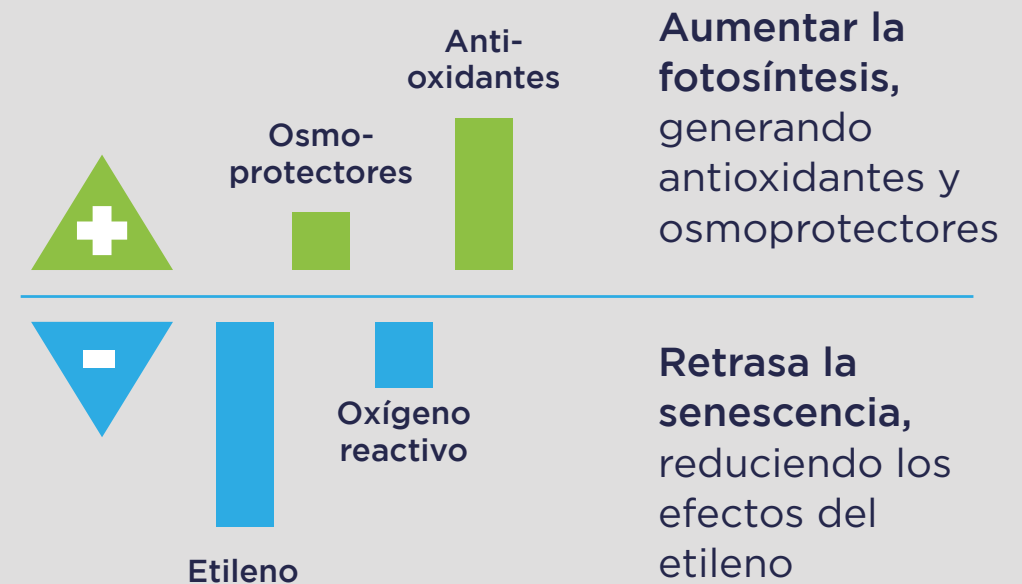 Anti-
oxidantes
Osmo-
protectores
Aumentar la
fotosíntesis,
generando
antioxidantes y
osmoprotectores
Oxígeno
reactivo
Etileno
Retrasa la
senescencia,
reduciendo los
efectos del
etileno